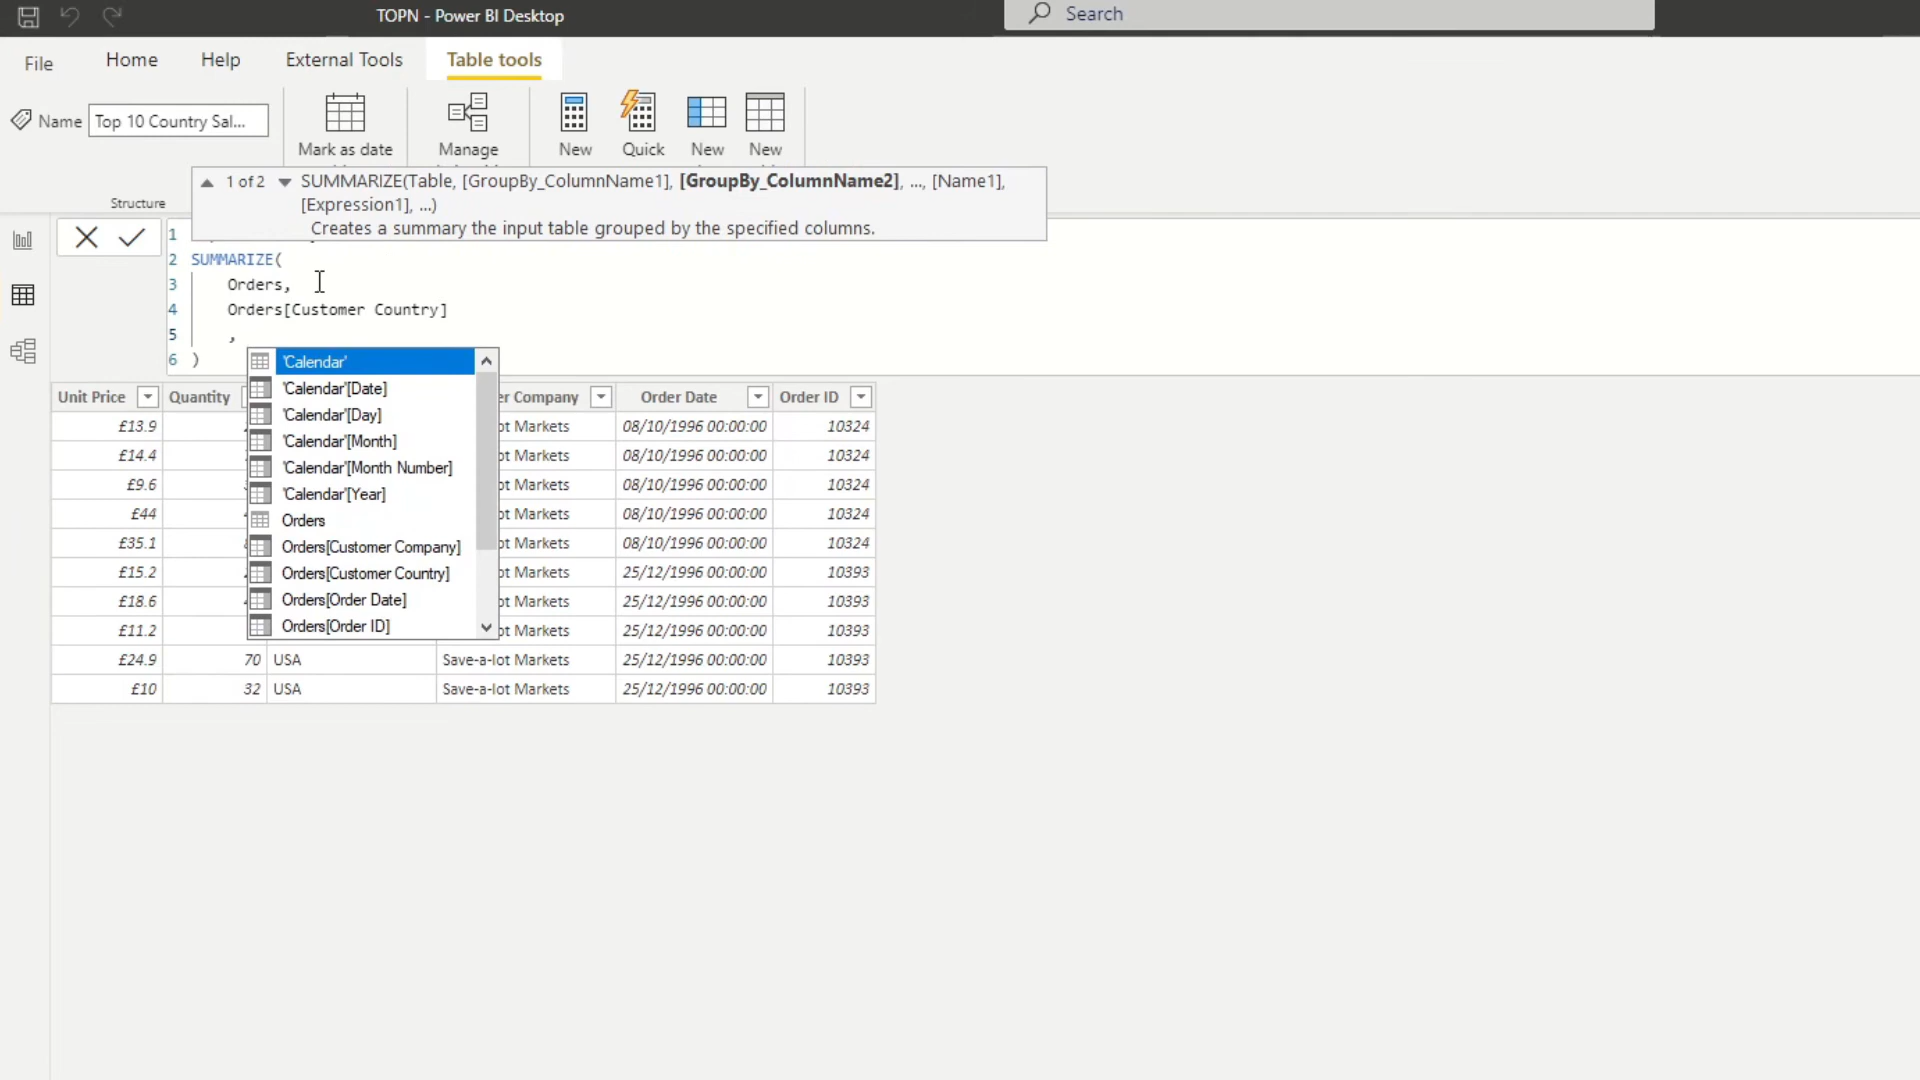 TOPN - Power BI Desktop
Search
File Home Help External Tools Table tools
Name Top 10 Country Sal...
Mark as date Manage New Quick New New
Structure
1 of 2 SUMMARIZE(Table, [GroupBy_ColumnName1], [GroupBy_ColumnName2], ..., [Name1],
[Expression1], ...)
Creates a summary the input table grouped by the specified columns.
1
2 SUMMARIZE(
3 Orders,
4 Orders[Customer Country]
5 ,
6 )
'Calendar'
'Calendar'[Date]
'Calendar'[Day]
'Calendar'[Month]
'Calendar'[Month Number]
'Calendar'[Year]
Orders
Orders[Customer Company]
Orders[Customer Country]
Orders[Order Date]
Orders[Order ID]
Unit Price Quantity er Company Order Date Order ID
£13.9 ot Markets 08/10/1996 00:00:00 10324
£14.4 ot Markets 08/10/1996 00:00:00 10324
£9.6 ot Markets 08/10/1996 00:00:00 10324
£44 ot Markets 08/10/1996 00:00:00 10324
£35.1 ot Markets 08/10/1996 00:00:00 10324
£15.2 ot Markets 25/12/1996 00:00:00 10393
£18.6 ot Markets 25/12/1996 00:00:00 10393
£11.2 ot Markets 25/12/1996 00:00:00 10393
£24.9 70 USA Save-a-lot Markets 25/12/1996 00:00:00 10393
£10 32 USA Save-a-lot Markets 25/12/1996 00:00:00 10393